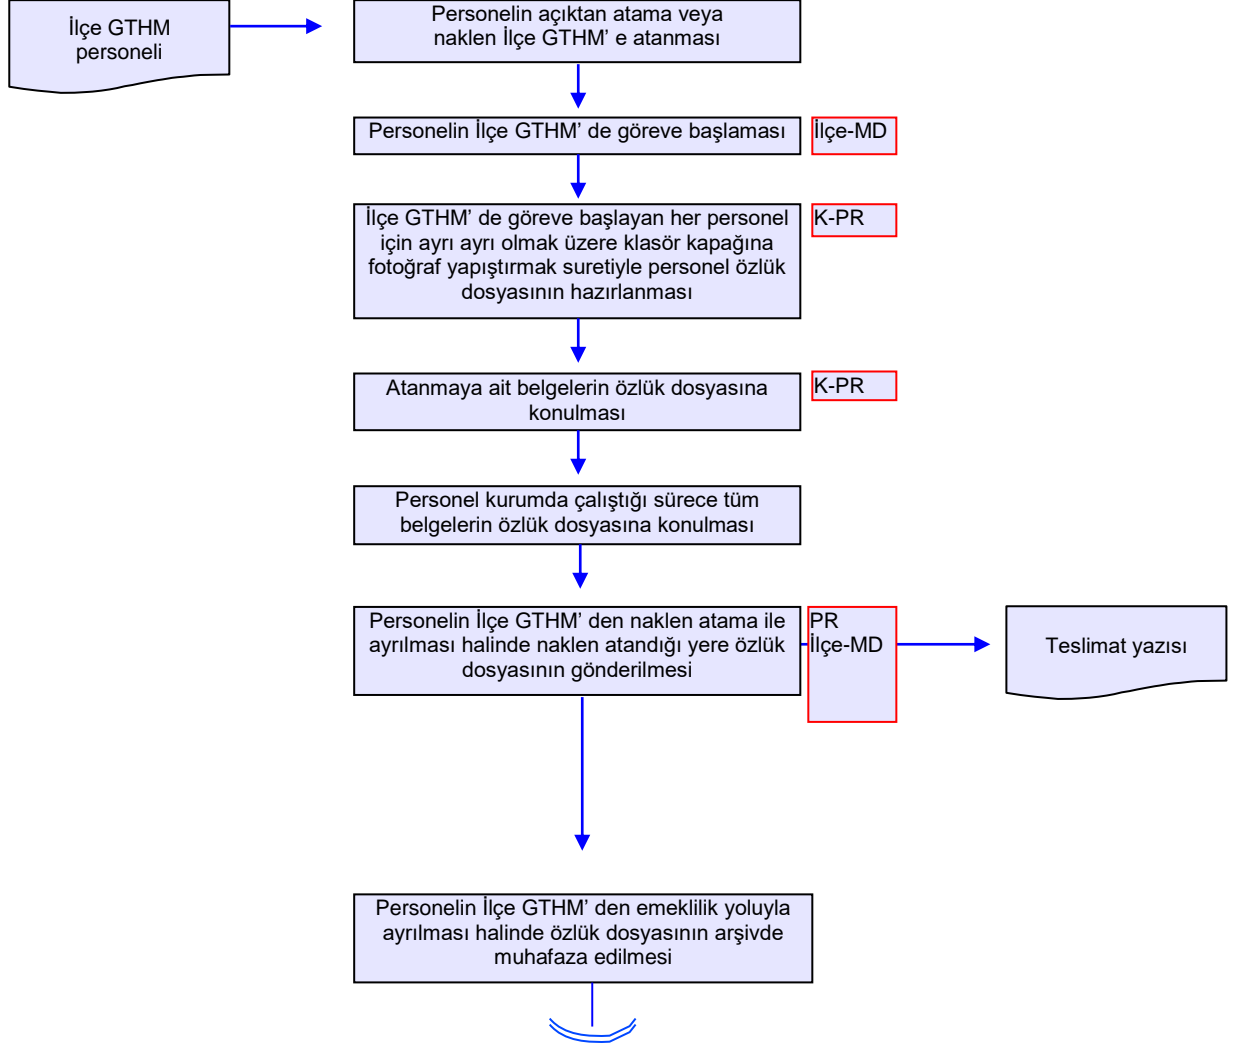 İlçe GTHM
personeli
Personelin açıktan atama veya
naklen İlçe GTHM’ e atanması
Personelin İlçe GTHM’ de göreve başlaması
İlçe-MD
İlçe GTHM’ de göreve başlayan her personel
için ayrı ayrı olmak üzere klasör kapağına
fotoğraf yapıştırmak suretiyle personel özlük
dosyasının hazırlanması
K-PR
Atanmaya ait belgelerin özlük dosyasına
konulması
K-PR
Personel kurumda çalıştığı sürece tüm
belgelerin özlük dosyasına konulması
Personelin İlçe GTHM’ den naklen atama ile
ayrılması halinde naklen atandığı yere özlük
dosyasının gönderilmesi
PR
İlçe-MD
Teslimat yazısı
Personelin İlçe GTHM’ den emeklilik yoluyla
ayrılması halinde özlük dosyasının arşivde
muhafaza edilmesi